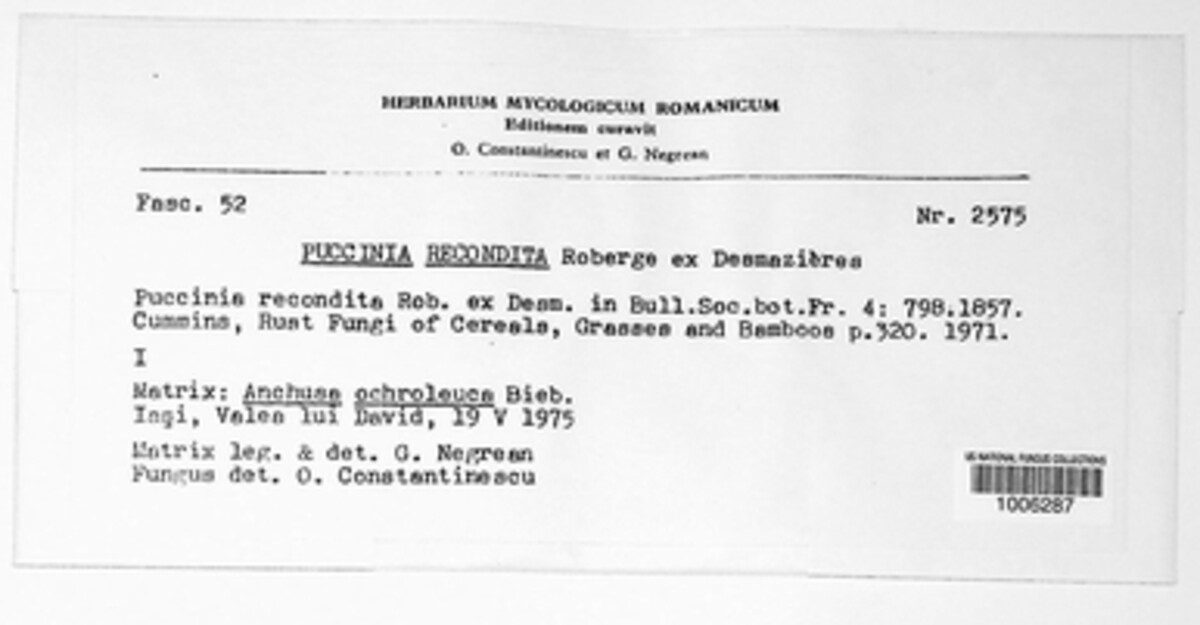 HERBARIUM MYCOLOGICUM ROMANICUM
Editionem curavit
O. Constantinescu et G. Negrean
Fasc. 52
Nr. 2575
PUCCINIA RECONDITA Roberge ex Desmazières
Puccinia recondita Rob. ex Desm. in Bull.Soc.bot.Fr. 4: 798.1857.
Cummins, Rust Fungi of Cereals, Grasses and Bamboos p.320. 1971.
I
Matrix: Anchusa ochroleuca Bieb.
Iaşi, Valea lui David, 19 V 1975
Matrix leg. & det. G. Negrean
Fungus det. O. Constantinescu
US NATIONAL FUNGUS COLLECTIONS
1006287